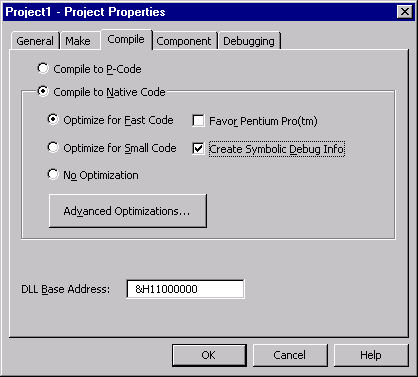 Project1 - Project Properties
General Make Compile Component Debugging
Compile to P-Code
Compile to Native Code
Optimize for Fast Code Favor Pentium Pro(tm)
Optimize for Small Code Create Symbolic Debug Info
No Optimization
Advanced Optimizations...
DLL Base Address: &H11000000
OK Cancel Help